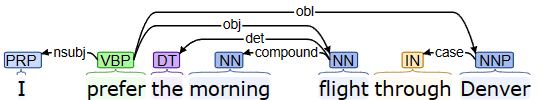 obl
obj
det
nsubj compound case
PRP VBP DT NN NN IN NNP
I prefer the morning flight through Denver